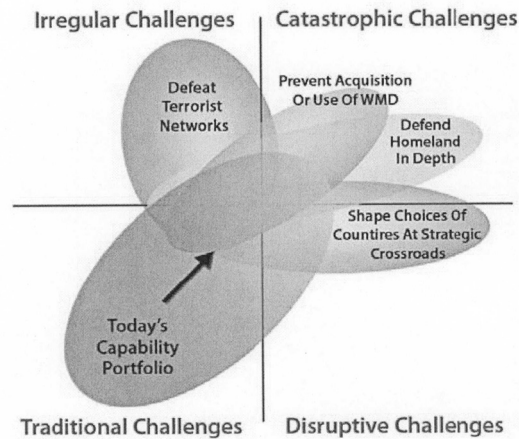 Irregular Challenges
Catastrophic Challenges
Defeat
Terrorist
Networks
Prevent Acquisition
Or Use Of WMD
Defend
Homeland
In Depth
Shape Choices Of
Countires At Strategic
Crossroads
Today's
Capability
Portfolio
Traditional Challenges
Disruptive Challenges